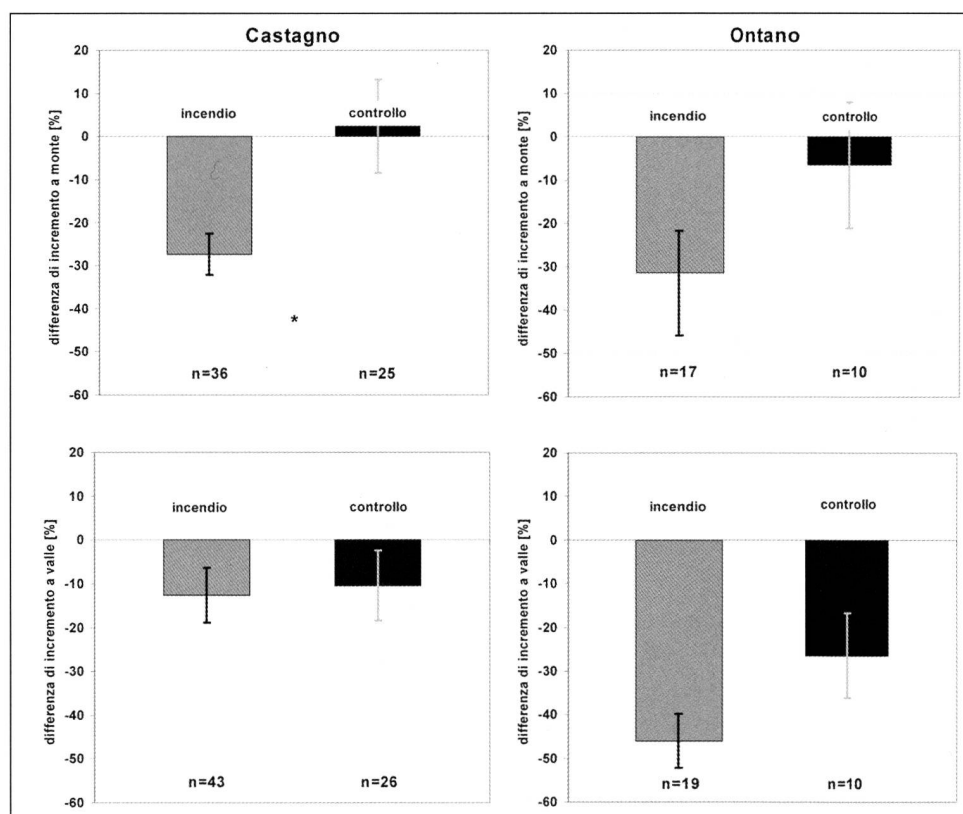 Castagno
20
10
0
-10
-20
-30
-40
-50
-60
differenza di incremento a monte [%]
incendio
controllo
*
n=36
n=25
Ontano
20
10
0
-10
-20
-30
-40
-50
-60
differenza di incremento a monte [%]
incendio
controllo
n=17
n=10
20
10
0
-10
-20
-30
-40
-50
-60
differenza di incremento a valle [%]
incendio
controllo
n=43
n=26
20
10
0
-10
-20
-30
-40
-50
-60
differenza di incremento a valle [%]
incendio
controllo
n=19
n=10